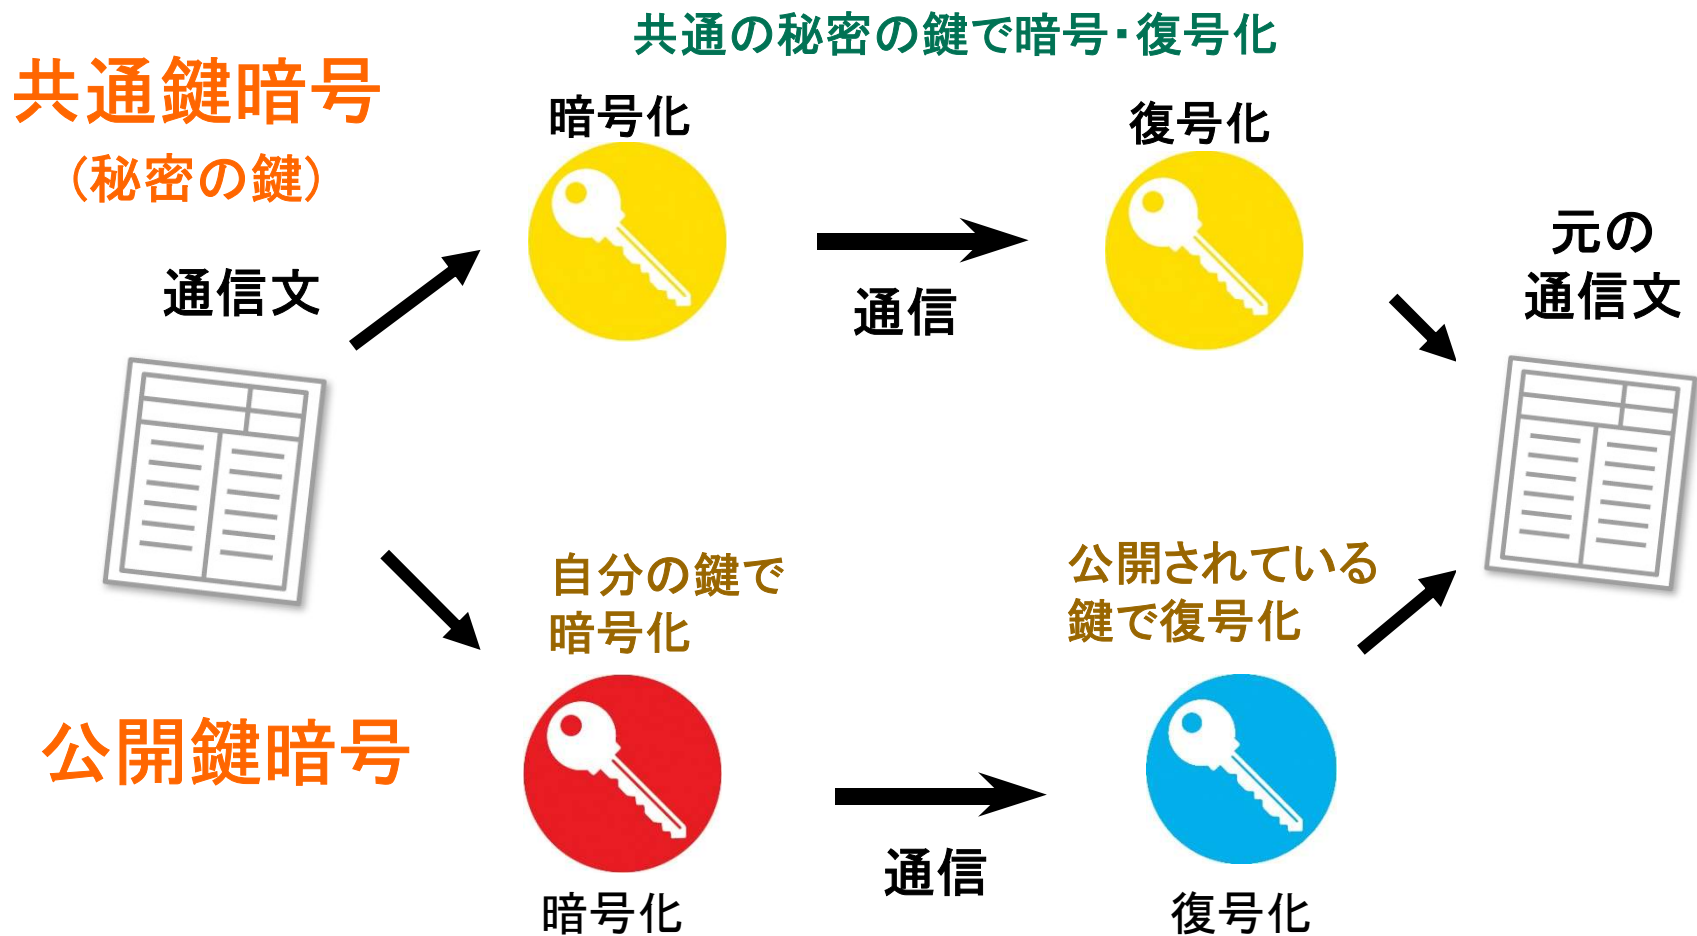 共通の秘密の鍵で暗号・復号化
共通鍵暗号
（秘密の鍵）
暗号化
復号化
通信文
通信
元の
通信文
自分の鍵で
暗号化
公開されている
鍵で復号化
公開鍵暗号
通信
暗号化
復号化